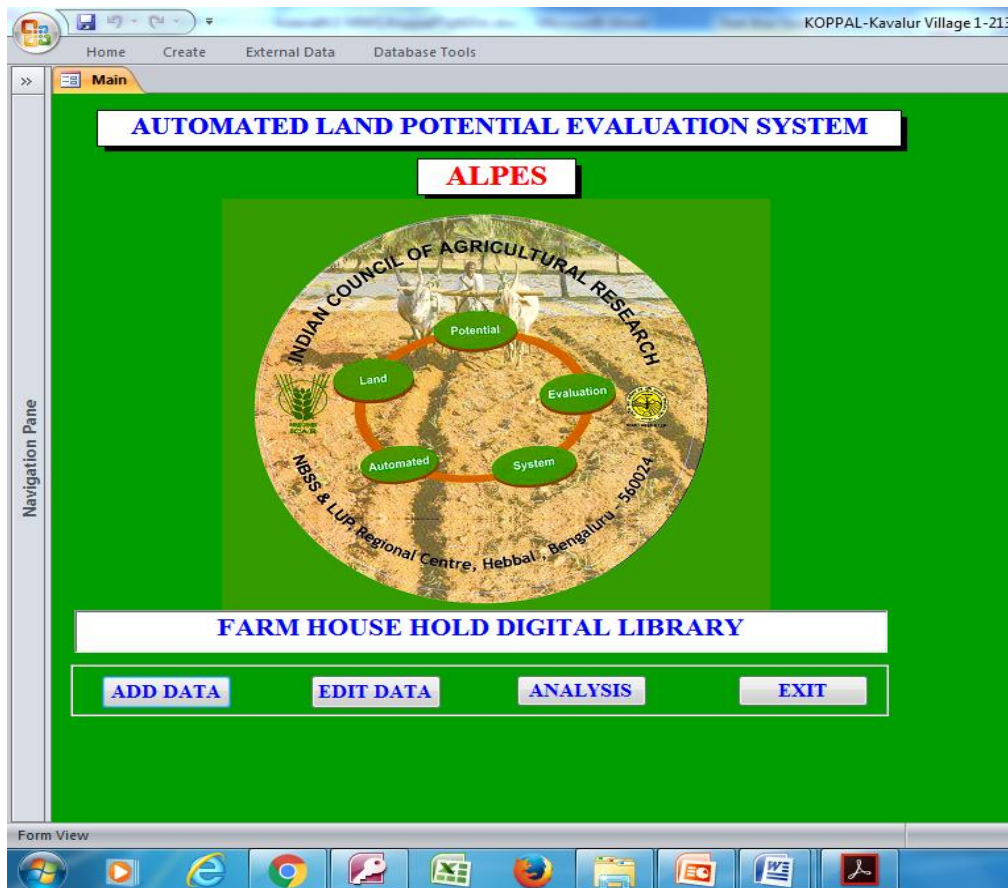 KOPPAL-Kavalur Village 1-213
Home Create External Data Database Tools
Main
Navigation Pane
AUTOMATED LAND POTENTIAL EVALUATION SYSTEM
ALPES
INDIAN COUNCIL OF AGRICULTURAL RESEARCH
Potential
Land
Evaluation
ICAR
Automated
System
NBSS & LUP, Regional Centre, Hebbal , Bengaluru - 560024
FARM HOUSE HOLD DIGITAL LIBRARY
ADD DATA EDIT DATA ANALYSIS EXIT
Form View